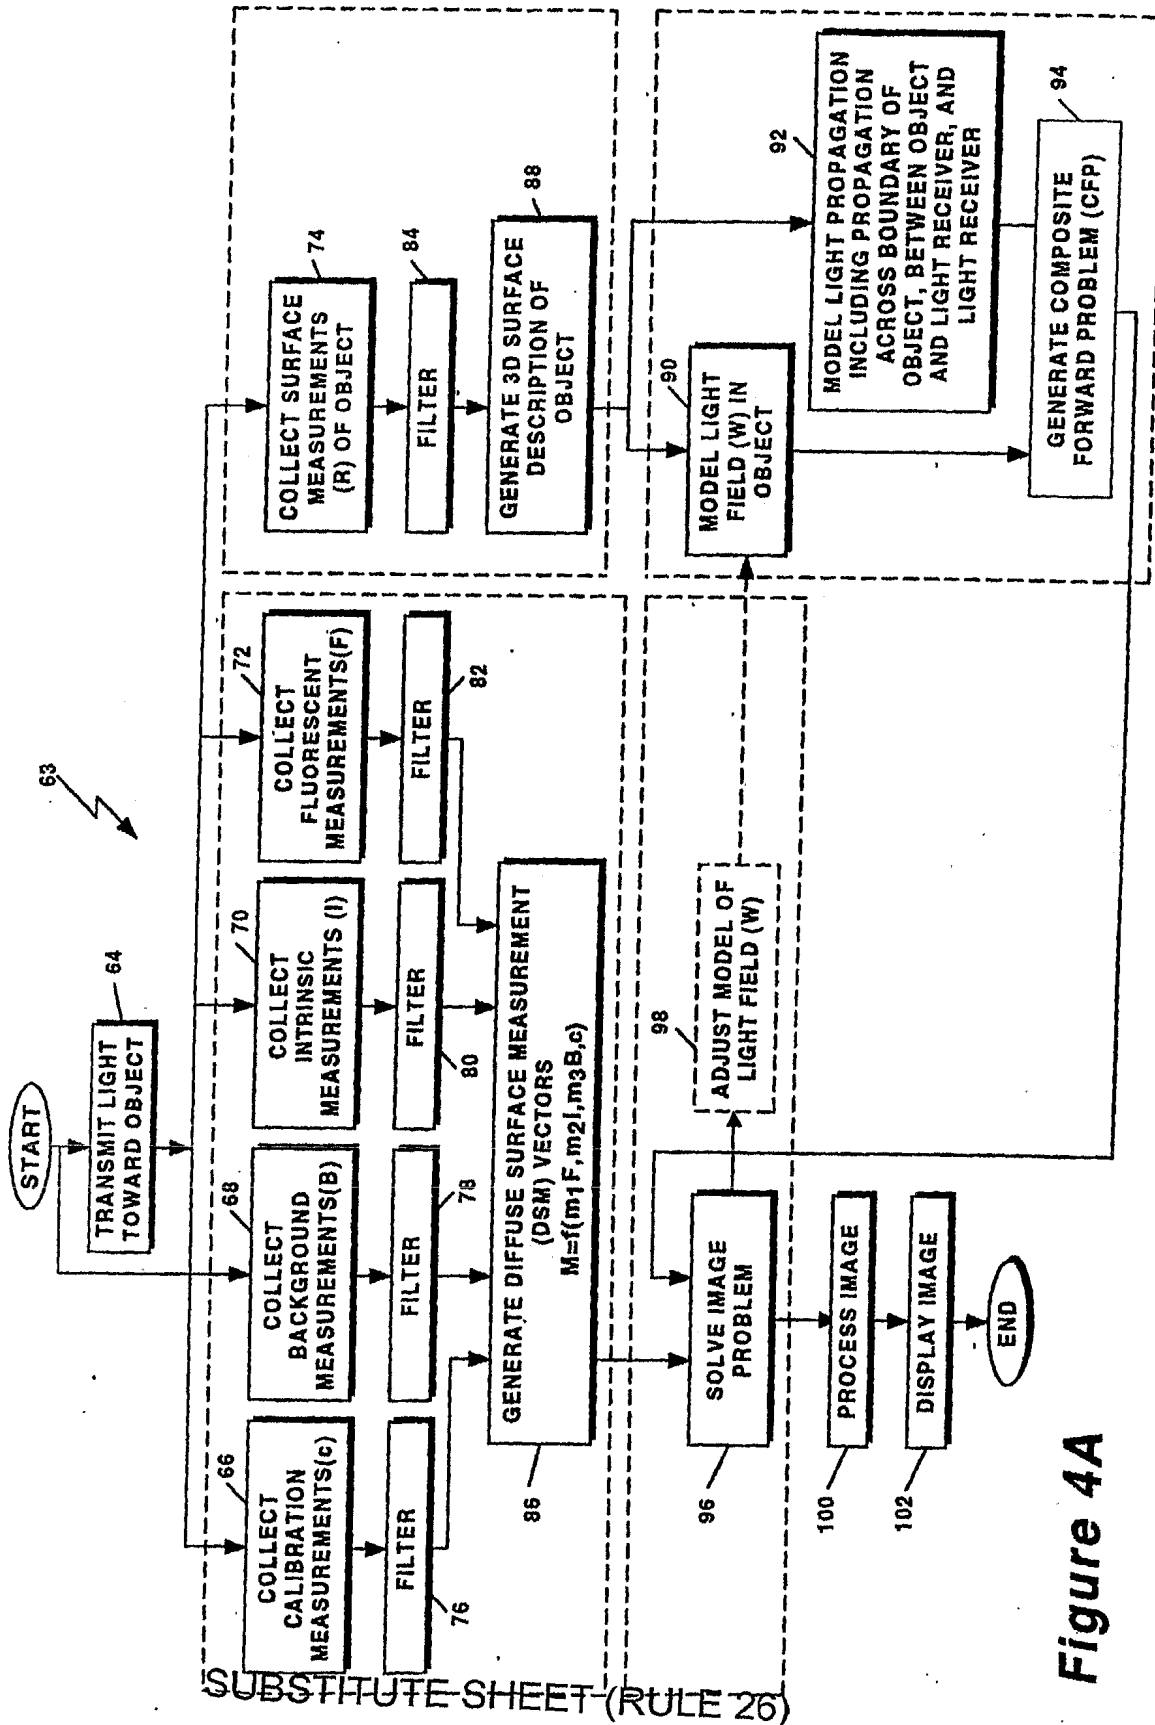 63
START
TRANSMIT LIGHT
TOWARD OBJECT
64
66
COLLECT
CALIBRATION
MEASUREMENTS(c)
68
COLLECT
BACKGROUND
MEASUREMENTS(B)
70
COLLECT
INTRINSIC
MEASUREMENTS (I)
72
COLLECT
FLUORESCENT
MEASUREMENTS(F)
74
COLLECT SURFACE
MEASUREMENTS
(R) OF OBJECT
FILTER
76
FILTER
78
FILTER
80
FILTER
82
FILTER
84
GENERATE DIFFUSE SURFACE MEASUREMENT
(DSM) VECTORS
M=f(m1F,m2I,m3B,c)
86
GENERATE 3D SURFACE
DESCRIPTION OF
OBJECT
88
SOLVE IMAGE
PROBLEM
96
98
ADJUST MODEL OF
LIGHT FIELD (W)
90
MODEL LIGHT
FIELD (W) IN
OBJECT
92
MODEL LIGHT PROPAGATION
INCLUDING PROPAGATION
ACROSS BOUNDARY OF
OBJECT, BETWEEN OBJECT
AND LIGHT RECEIVER, AND
LIGHT RECEIVER
GENERATE COMPOSITE
FORWARD PROBLEM (CFP)
94
PROCESS IMAGE
100
DISPLAY IMAGE
102
END
Figure 4A
SUBSTITUTE SHEET (RULE 26)